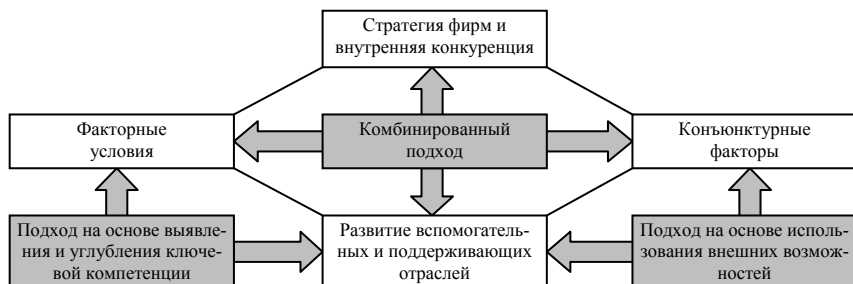 Стратегия фирм и
внутренняя конкуренция
Факторные
условия
Комбинированный
подход
Конъюнктурные
факторы
Подход на основе выявле-
ния и углубления ключе-
вой компетенции
Развитие вспомогатель-
ных и поддерживающих
отраслей
Подход на основе исполь-
зования внешних возмож-
ностей